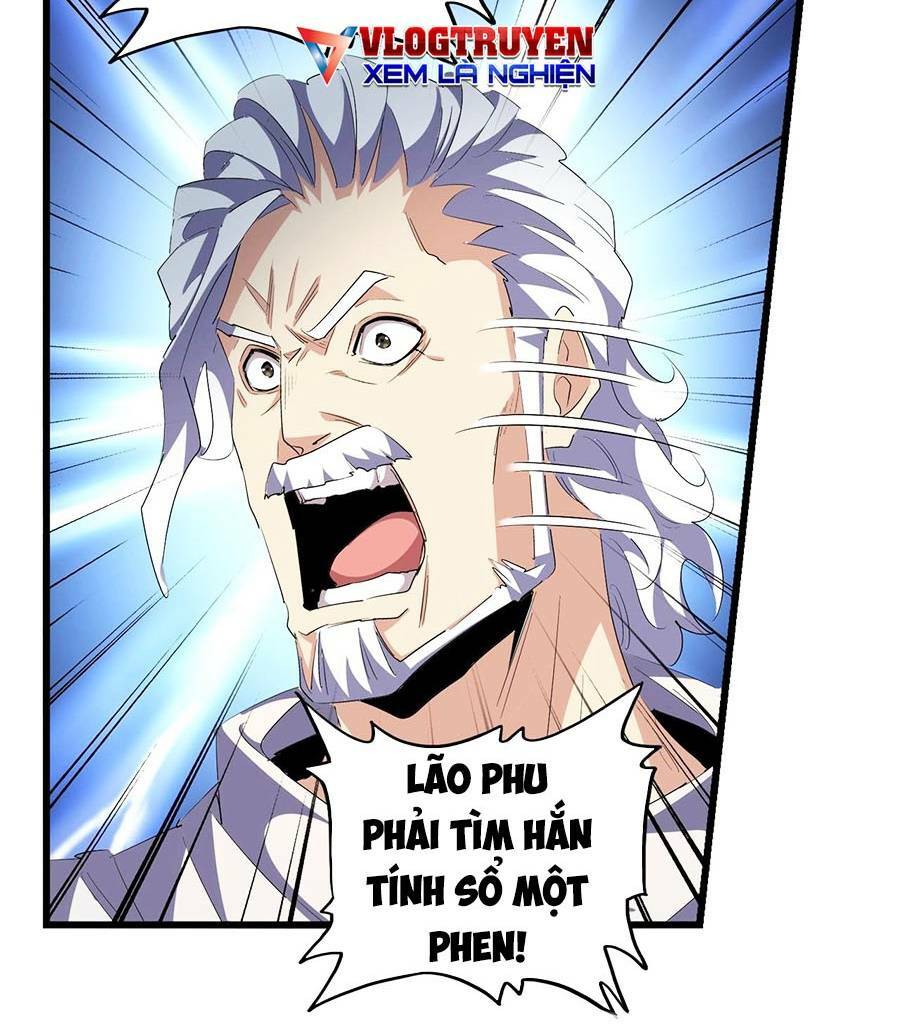 VLOGTRUYEN
XEM LÀ NGHIỆN
LÃO PHU
PHẢI TÌM HẮN
TÍNH SỔ MỘT
PHEN!